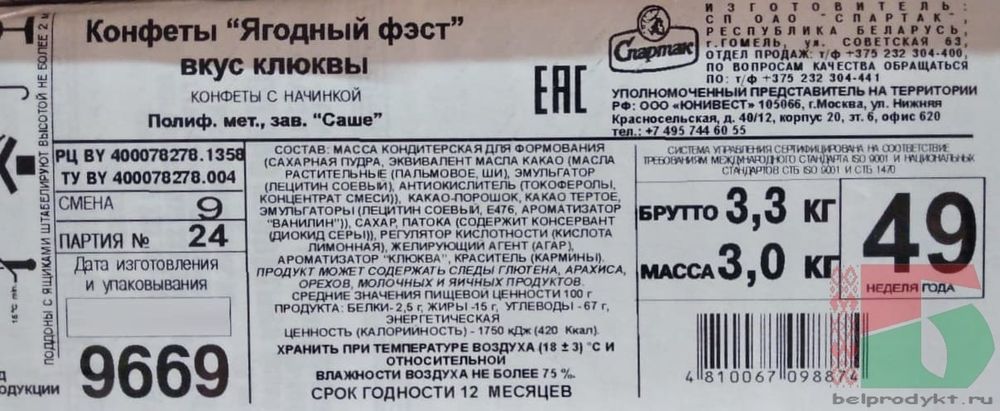 Конфеты "Ягодный фэст"
вкус клюквы
КОНФЕТЫ С НАЧИНКОЙ
Полиф. мет., зав. "Саше"
EAC
Спартак
ИЗГОТОВИТЕЛЬ:
СП ОАО "СПАРТАК",
РЕСПУБЛИКА БЕЛАРУСЬ,
г.ГОМЕЛЬ, ул. СОВЕТСКАЯ 63,
ОТДЕЛ ПРОДАЖ: т/ф +375 232 304-400,
ПО ВОПРОСАМ КАЧЕСТВА ОБРАЩАТЬСЯ
ПО: т/ф +375 232 304-441
УПОЛНОМОЧЕННЫЙ ПРЕДСТАВИТЕЛЬ НА ТЕРРИТОРИИ
РФ: ООО «ЮНИВЕСТ» 105066, г.Москва, ул. Нижняя
Красносельская, д. 40/12, корпус 20, эт. 6, офис 620
тел.: +7 495 744 60 55
РЦ BY 400078278.1358
ТУ BY 400078278.004
СМЕНА 9
ПАРТИЯ № 24
Дата изготовления
и упаковывания
9669
СОСТАВ: МАССА КОНДИТЕРСКАЯ ДЛЯ ФОРМОВАНИЯ
(САХАРНАЯ ПУДРА, ЭКВИВАЛЕНТ МАСЛА КАКАО (МАСЛА
РАСТИТЕЛЬНЫЕ (ПАЛЬМОВОЕ, ШИ), ЭМУЛЬГАТОР
(ЛЕЦИТИН СОЕВЫЙ), АНТИОКИСЛИТЕЛЬ (ТОКОФЕРОЛЫ,
КОНЦЕНТРАТ СМЕСИ)), КАКАО-ПОРОШОК, КАКАО ТЕРТОЕ,
ЭМУЛЬГАТОРЫ (ЛЕЦИТИН СОЕВЫЙ, Е476, АРОМАТИЗАТОР
"ВАНИЛИН")), САХАР, ПАТОКА (СОДЕРЖИТ КОНСЕРВАНТ
(ДИОКИД СЕРЫ)), РЕГУЛЯТОР КИСЛОТНОСТИ (КИСЛОТА
ЛИМОННАЯ), ЖЕЛИРУЮЩИЙ АГЕНТ (АГАР),
АРОМАТИЗАТОР "КЛЮКВА", КРАСИТЕЛЬ (КАРМИНЫ).
ПРОДУКТ МОЖЕТ СОДЕРЖАТЬ СЛЕДЫ ГЛЮТЕНА, АРАХИСА,
ОРЕХОВ, МОЛОЧНЫХ И ЯИЧНЫХ ПРОДУКТОВ.
СРЕДНИЕ ЗНАЧЕНИЯ ПИЩЕВОЙ ЦЕННОСТИ 100 г
ПРОДУКТА: БЕЛКИ- 2,5 г, ЖИРЫ -15 г, УГЛЕВОДЫ - 67 г,
ЭНЕРГЕТИЧЕСКАЯ
ЦЕННОСТЬ (КАЛОРИЙНОСТЬ) - 1750 кДж (420 Ккал).
ХРАНИТЬ ПРИ ТЕМПЕРАТУРЕ ВОЗДУХА (18 ± 3) °С И
ОТНОСИТЕЛЬНОЙ
ВЛАЖНОСТИ ВОЗДУХА НЕ БОЛЕЕ 75 %.
СРОК ГОДНОСТИ 12 МЕСЯЦЕВ
СИСТЕМА УПРАВЛЕНИЯ СЕРТИФИЦИРОВАНА НА СООТВЕТСТВИЕ
ТРЕБОВАНИЯМ МЕЖДУНАРОДНОГО СТАНДАРТА ISO 9001 И НАЦИОНАЛЬНЫХ
СТАНДАРТОВ СТБ ISO 9001 И СТБ 1470
БРУТТО 3,3 КГ
МАССА 3,0 КГ
49
НЕДЕЛЯ ГОДА
4 810067 098874
ПОДДОНЫ С ЯЩИКАМИ ШТАБЕЛИРУЮТ ВЫСОТОЙ НЕ БОЛЕЕ 2 м
ОДУКЦИИ
belprodykt.ru